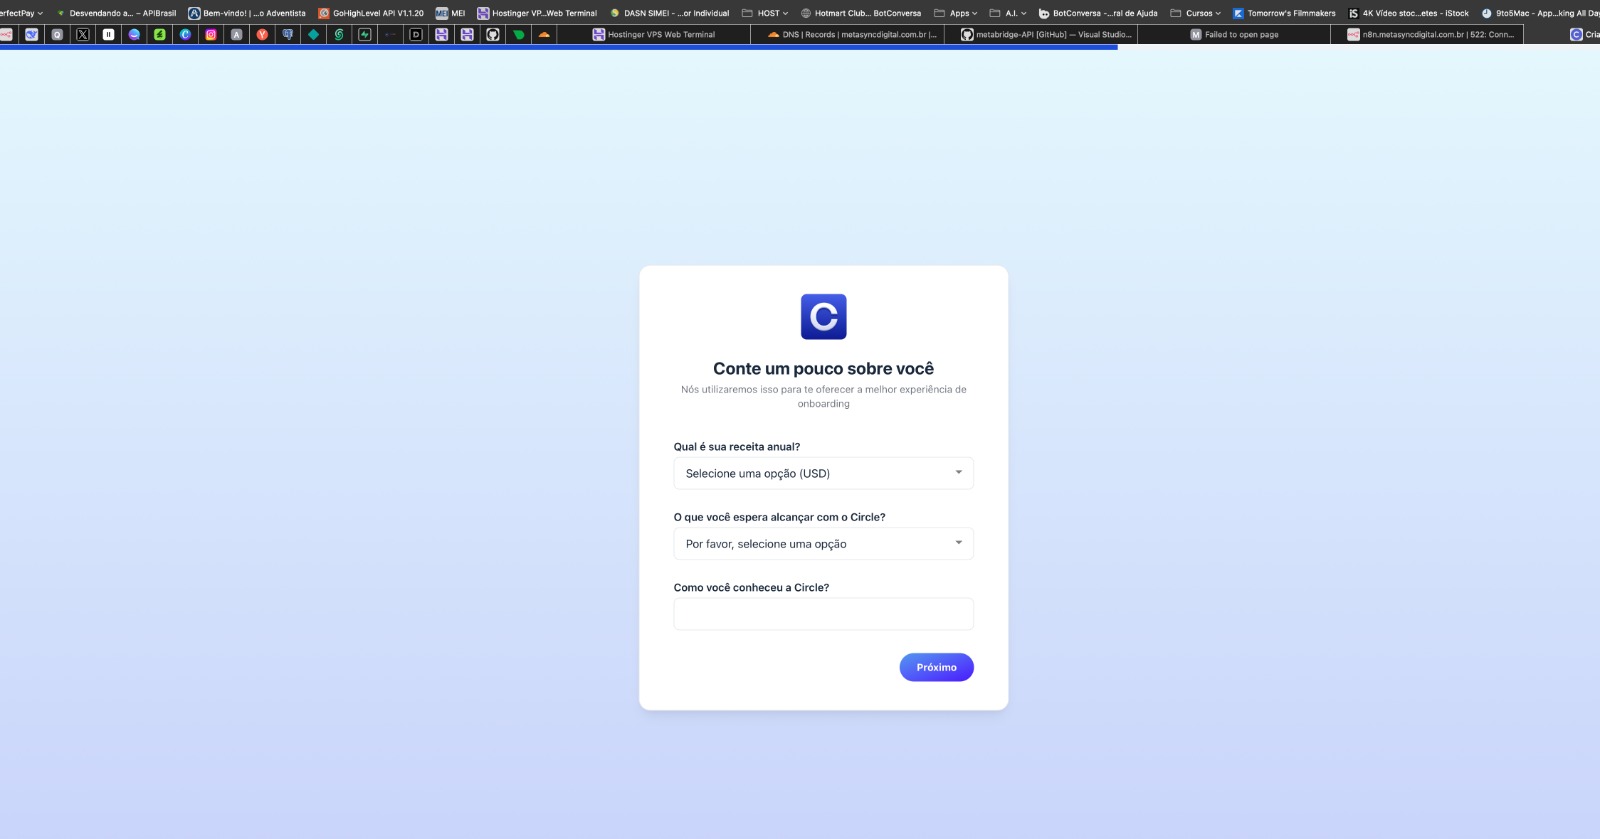 erfectPay
Desvendando a... – APIBrasil
Bem-vindo! |...o Adventista
GoHighLevel API V1.1.20
MEI MEI
Hostinger VP...Web Terminal
DASN SIMEI - ...or Individual
HOST
Hotmart Club... BotConversa
Apps
A.I.
BotConversa -...ral de Ajuda
Cursos
Tomorrow's Filmmakers
iS 4K Vídeo stoc...etes - iStock
9to5Mac - App...king All Day
Hostinger VPS Web Terminal
DNS | Records | metasyncdigital.com.br |...
metabridge-API [GitHub] — Visual Studio...
M Failed to open page
n8n.metasyncdigital.com.br | 522: Conn...
C Cria
C
Conte um pouco sobre você
Nós utilizaremos isso para te oferecer a melhor experiência de
onboarding
Qual é sua receita anual?
Selecione uma opção (USD)
O que você espera alcançar com o Circle?
Por favor, selecione uma opção
Como você conheceu a Circle?
Próximo